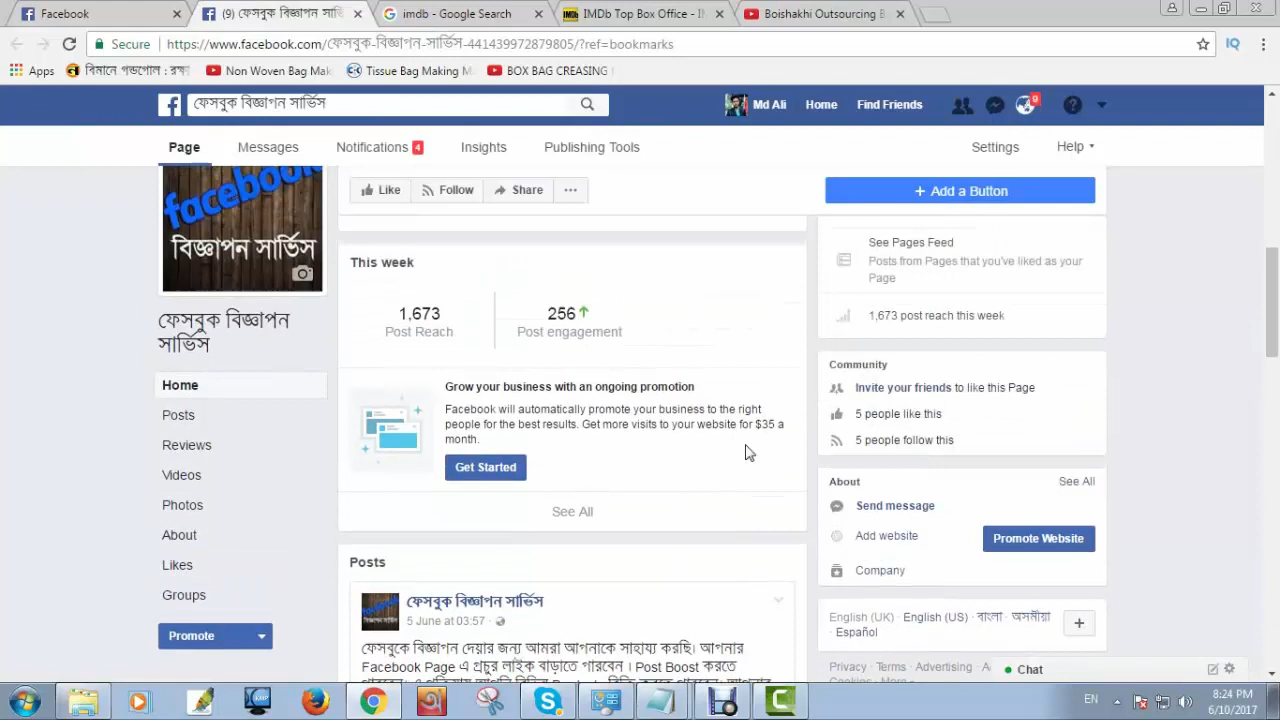 Facebook
(9) ফেসবুক বিজ্ঞাপন সার্ভি
imdb - Google Search
IMDb Top Box Office - IM
Boishakhi Outsourcing B
Secure
https://www.facebook.com/ফেসবুক-বিজ্ঞাপন-সার্ভিস-441439972879805/?ref=bookmarks
IQ
Apps
বিমানে গন্ডগোল : রক্ষ
Non Woven Bag Mak
Tissue Bag Making M
BOX BAG CREASING
ফেসবুক বিজ্ঞাপন সার্ভিস
Md Ali
Home
Find Friends
Page
Messages
Notifications 4
Insights
Publishing Tools
Settings
Help
facebook
বিজ্ঞাপন সার্ভিস
Like
Follow
Share
+ Add a Button
See Pages Feed
Posts from Pages that you've liked as your
Page
This week
1,673
Post Reach
256
Post engagement
1,673 post reach this week
ফেসবুক বিজ্ঞাপন
সার্ভিস
Community
Invite your friends to like this Page
5 people like this
5 people follow this
Grow your business with an ongoing promotion
Facebook will automatically promote your business to the right
people for the best results. Get more visits to your website for $35 a
month.
Get Started
See All
Home
Posts
Reviews
Videos
Photos
About
Likes
Groups
Promote
About
See All
Send message
Add website
Promote Website
Company
Posts
ফেসবুক বিজ্ঞাপন সার্ভিস
5 June at 03:57
ফেসবুকে বিজ্ঞাপন দেয়ার জন্য আমরা আপনাকে সাহায্য করছি। আপনার
Facebook Page এ প্রচুর লাইক বাড়াতে পারবেন । Post Boost করতে
English (UK) · English (US) · বাংলা · অসমীয়া
· Español
+
Privacy · Terms · Advertising
Chat
EN
8:24 PM
6/10/2017